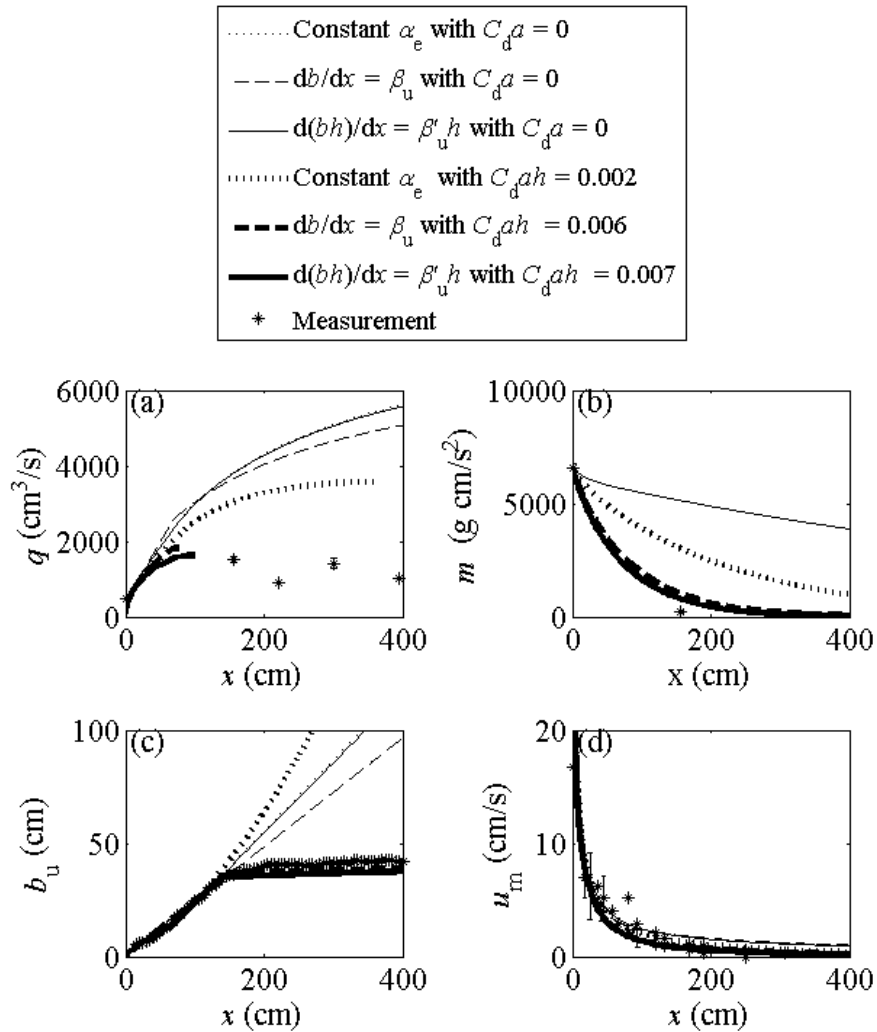 Constant αₑ with C_d a = 0
db/dx = β_u with C_d a = 0
d(bh)/dx = β'_u h with C_d a = 0
Constant αₑ with C_d ah = 0.002
db/dx = β_u with C_d ah = 0.006
d(bh)/dx = β'_u h with C_d ah = 0.007
Measurement
(a)
6000
4000
2000
0
q (cm³/s)
0
200
400
x (cm)
(b)
10000
5000
0
m (g cm/s²)
0
200
400
x (cm)
(c)
100
50
0
b_u (cm)
0
200
400
x (cm)
(d)
20
10
0
u_m (cm/s)
0
200
400
x (cm)